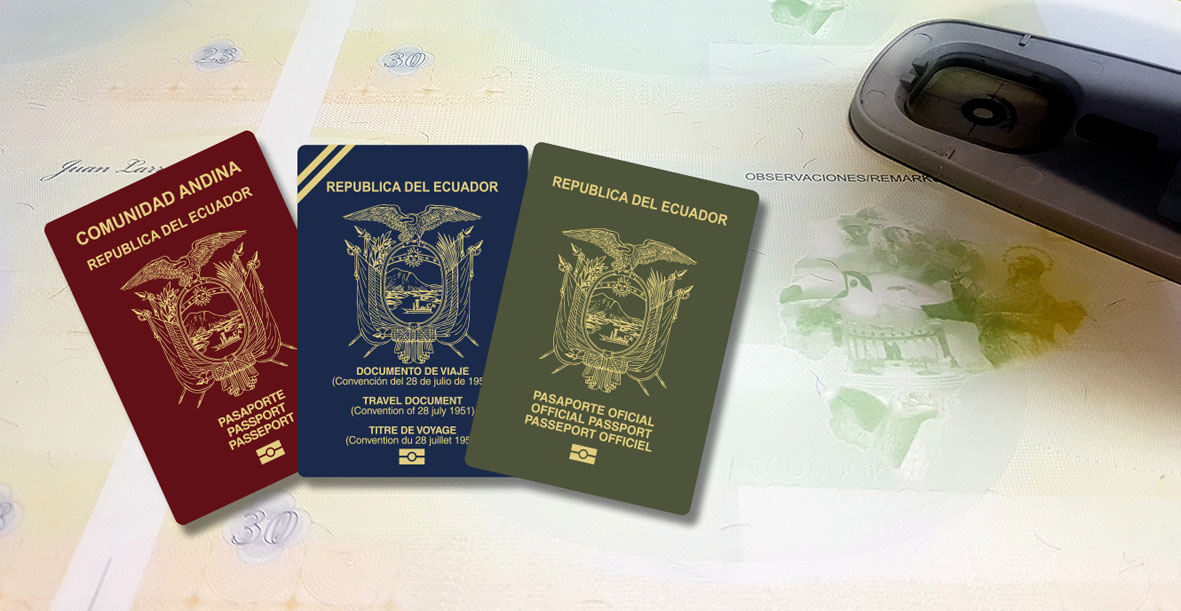 23
30
Juan
OBSERVACIONES/REMARK
COMUNIDAD ANDINA
REPUBLICA DEL ECUADOR
PASAPORTE
PASSPORT
PASSEPORT
REPUBLICA DEL ECUADOR
DOCUMENTO DE VIAJE
(Convención del 28 de julio de 195
TRAVEL DOCUMENT
(Convention of 28 july 1951)
TITRE DE VOYAGE
(Convention du 28 juillet 195
REPUBLICA DEL ECUADOR
PASAPORTE OFICIAL
OFFICIAL PASSPORT
PASSEPORT OFFICIEL
30